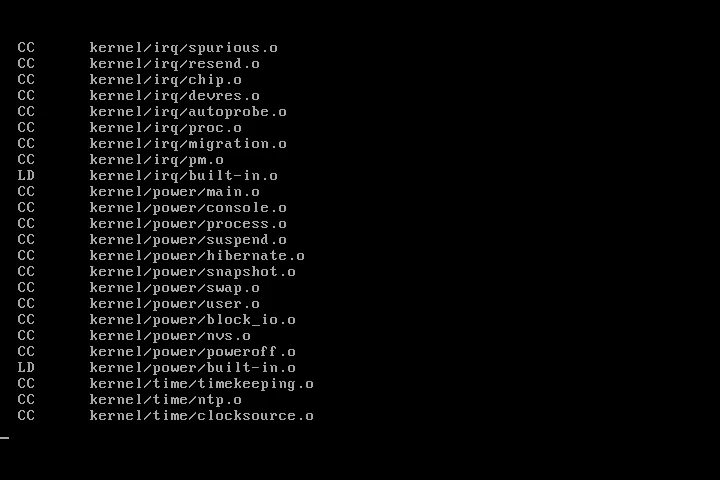 CC kernel/irq/spurious.o
CC kernel/irq/resend.o
CC kernel/irq/chip.o
CC kernel/irq/devres.o
CC kernel/irq/autoprobe.o
CC kernel/irq/proc.o
CC kernel/irq/migration.o
CC kernel/irq/pm.o
LD kernel/irq/built-in.o
CC kernel/power/main.o
CC kernel/power/console.o
CC kernel/power/process.o
CC kernel/power/suspend.o
CC kernel/power/hibernate.o
CC kernel/power/snapshot.o
CC kernel/power/swap.o
CC kernel/power/user.o
CC kernel/power/block_io.o
CC kernel/power/nvs.o
CC kernel/power/poweroff.o
LD kernel/power/built-in.o
CC kernel/time/timekeeping.o
CC kernel/time/ntp.o
CC kernel/time/clocksource.o